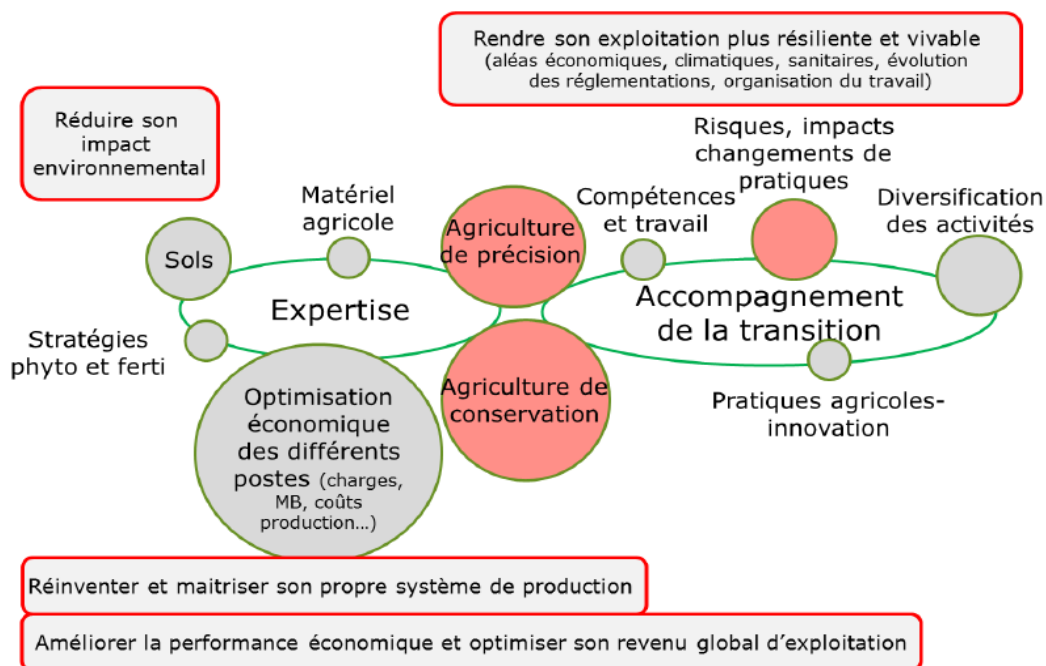 Rendre son exploitation plus résiliente et vivable
(aléas économiques, climatiques, sanitaires, évolution
des réglementations, organisation du travail)
Réduire son
impact
environnemental
Risques, impacts
changements de
pratiques
Matériel
agricole
Compétences
et travail
Diversification
des activités
Agriculture
de précision
Sols
Expertise
Accompagnement
de la transition
Stratégies
phyto et ferti
Agriculture de
conservation
Optimisation
économique
des différents
postes (charges,
MB, coûts
production...)
Pratiques agricoles-
innovation
Réinventer et maitriser son propre système de production
Améliorer la performance économique et optimiser son revenu global d'exploitation